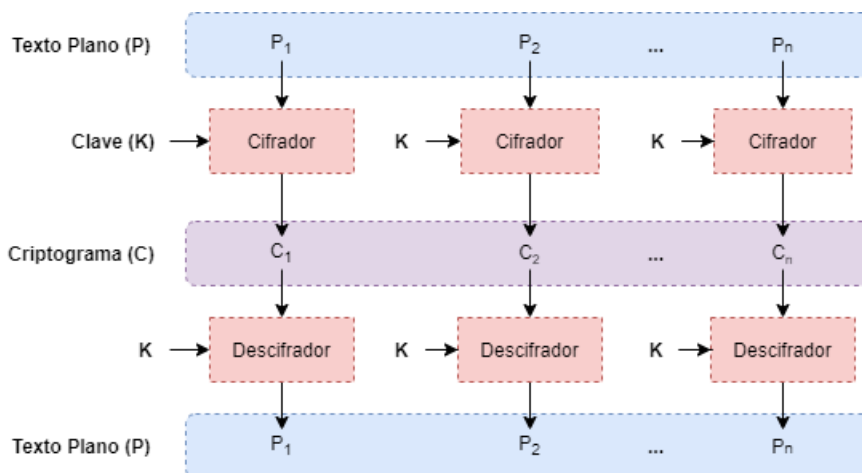 Texto Plano (P) P₁ P₂ ... Pn
Clave (K) Cifrador K Cifrador K Cifrador
Criptograma (C) C₁ C₂ ... Cₙ
K Descifrador K Descifrador K Descifrador
Texto Plano (P) P₁ P₂ ... Pn